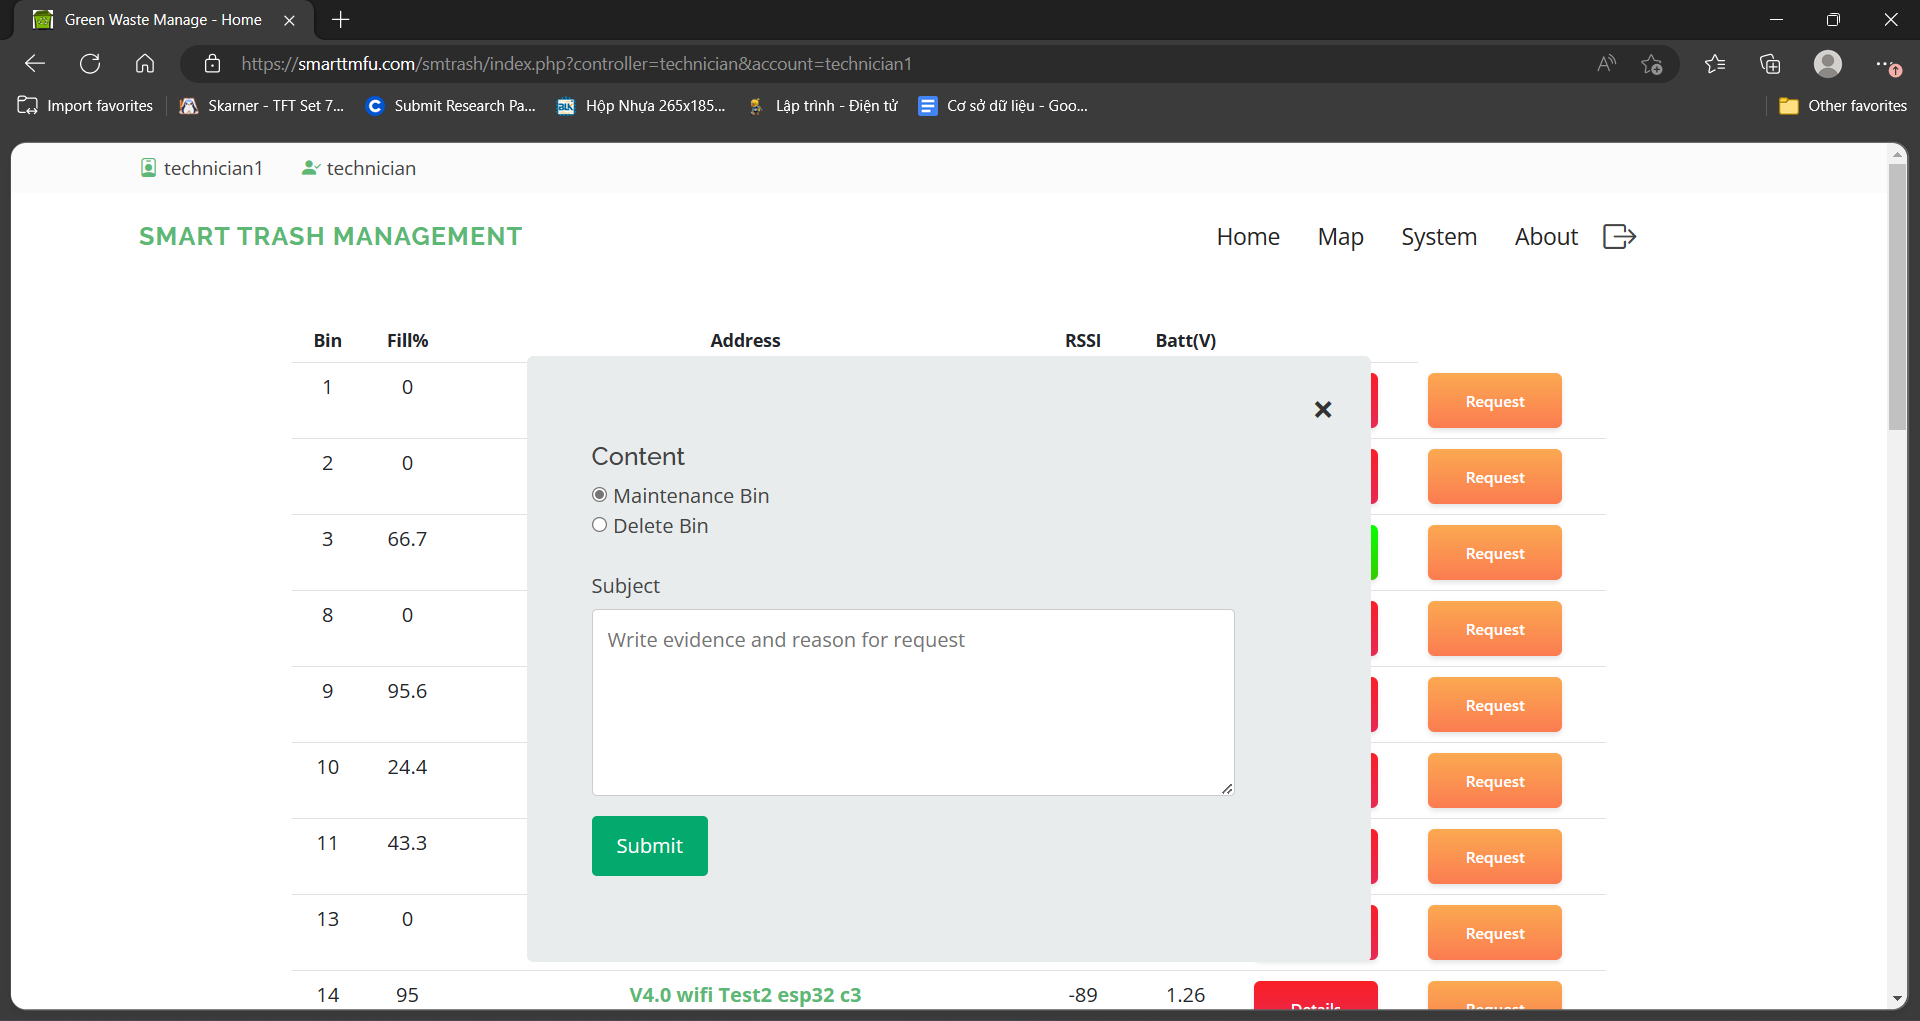 Green Waste Manage - Home
https://smarttmfu.com/smtrash/index.php?controller=technician&account=technician1
Import favorites
Skarner - TFT Set 7...
Submit Research Pa...
Hộp Nhựa 265x185...
Lập trình - Điện tử
Cơ sở dữ liệu - Goo...
Other favorites
technician1 technician
SMART TRASH MANAGEMENT
Home Map System About
Bin Fill% Address RSSI Batt(V)
1 0 Request
2 0 Request
3 66.7 Request
8 0 Request
9 95.6 Request
10 24.4 Request
11 43.3 Request
13 0 Request
14 95 V4.0 wifi Test2 esp32 c3 -89 1.26 Details Request
Content
Maintenance Bin
Delete Bin
Subject
Write evidence and reason for request
Submit